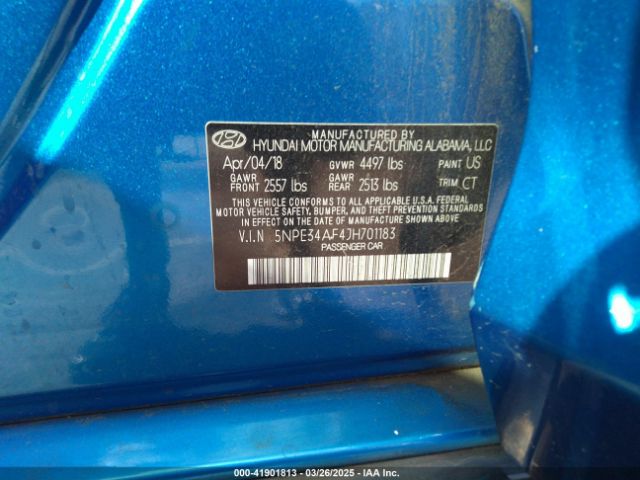 MANUFACTURED BY
HYUNDAI MOTOR MANUFACTURING ALABAMA, LLC
Apr/04/18 GVWR 4497 lbs PAINT US
GAWR FRONT 2557 lbs GAWR REAR 2513 lbs TRIM CT
THIS VEHICLE CONFORMS TO ALL APPLICABLE U.S.A. FEDERAL
MOTOR VEHICLE SAFETY, BUMPER, AND THEFT PREVENTION STANDARDS
IN EFFECT ON THE DATE OF MANUFACTURE SHOWN ABOVE.
V.I.N 5NPE34AF4JH701183
PASSENGER CAR
000-41901813 - 03/26/2025 - IAA Inc.